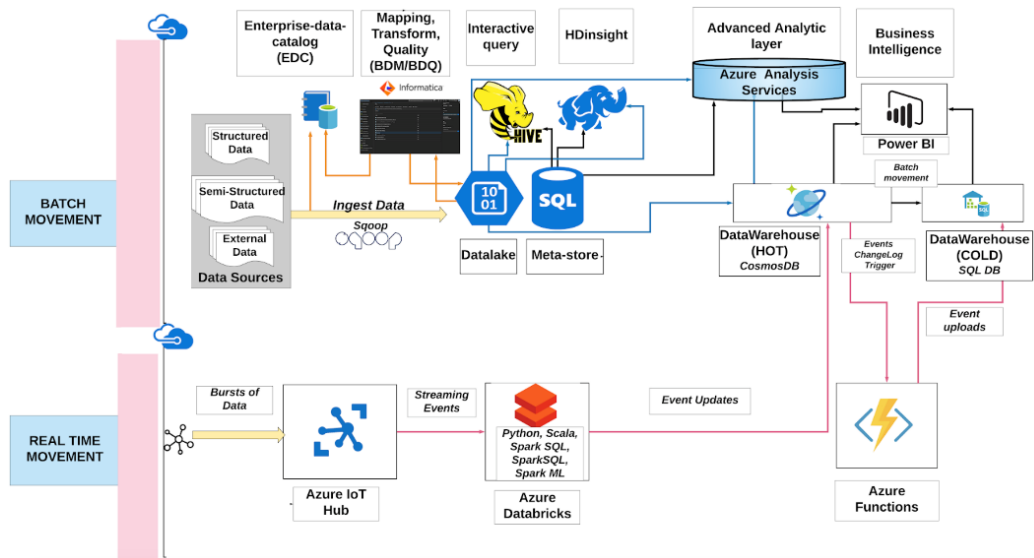 Enterprise-data-
catalog
(EDC)
Mapping,
Transform,
Quality
(BDM/BDQ)
Interactive
query
HDinsight
Advanced Analytic
layer
Business
Intelligence
Informatica
Azure Analysis
Services
HIVE
Power BI
Structured
Data
Semi-Structured
Data
External
Data
Data Sources
BATCH
MOVEMENT
Ingest Data
Sqoop
sqoop
10
01
SQL
Datalake
Meta-store
Batch
movement
SQL
DataWarehouse
(HOT)
CosmosDB
Events
ChangeLog
Trigger
DataWarehouse
(COLD)
SQL DB
Event
uploads
REAL TIME
MOVEMENT
Bursts of
Data
Streaming
Events
Event Updates
Python, Scala,
Spark SQL,
SparkSQL,
Spark ML
Azure IoT
Hub
Azure
Databricks
Azure
Functions